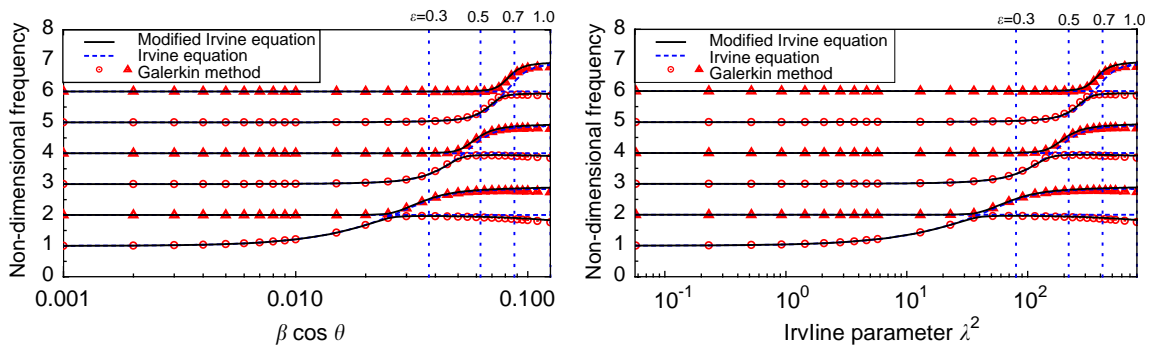 ε=0.3 0.5 0.7 1.0
8
7
6
5
4
3
2
1
0
Non-dimensional frequency
Modified Irvine equation
Irvine equation
Galerkin method
0.001 0.010 0.100
β cos θ
ε=0.3 0.5 0.7 1.0
8
7
6
5
4
3
2
1
0
Non-dimensional frequency
Modified Irvine equation
Irvine equation
Galerkin method
10⁻¹ 10⁰ 10¹ 10²
Irvline parameter λ²